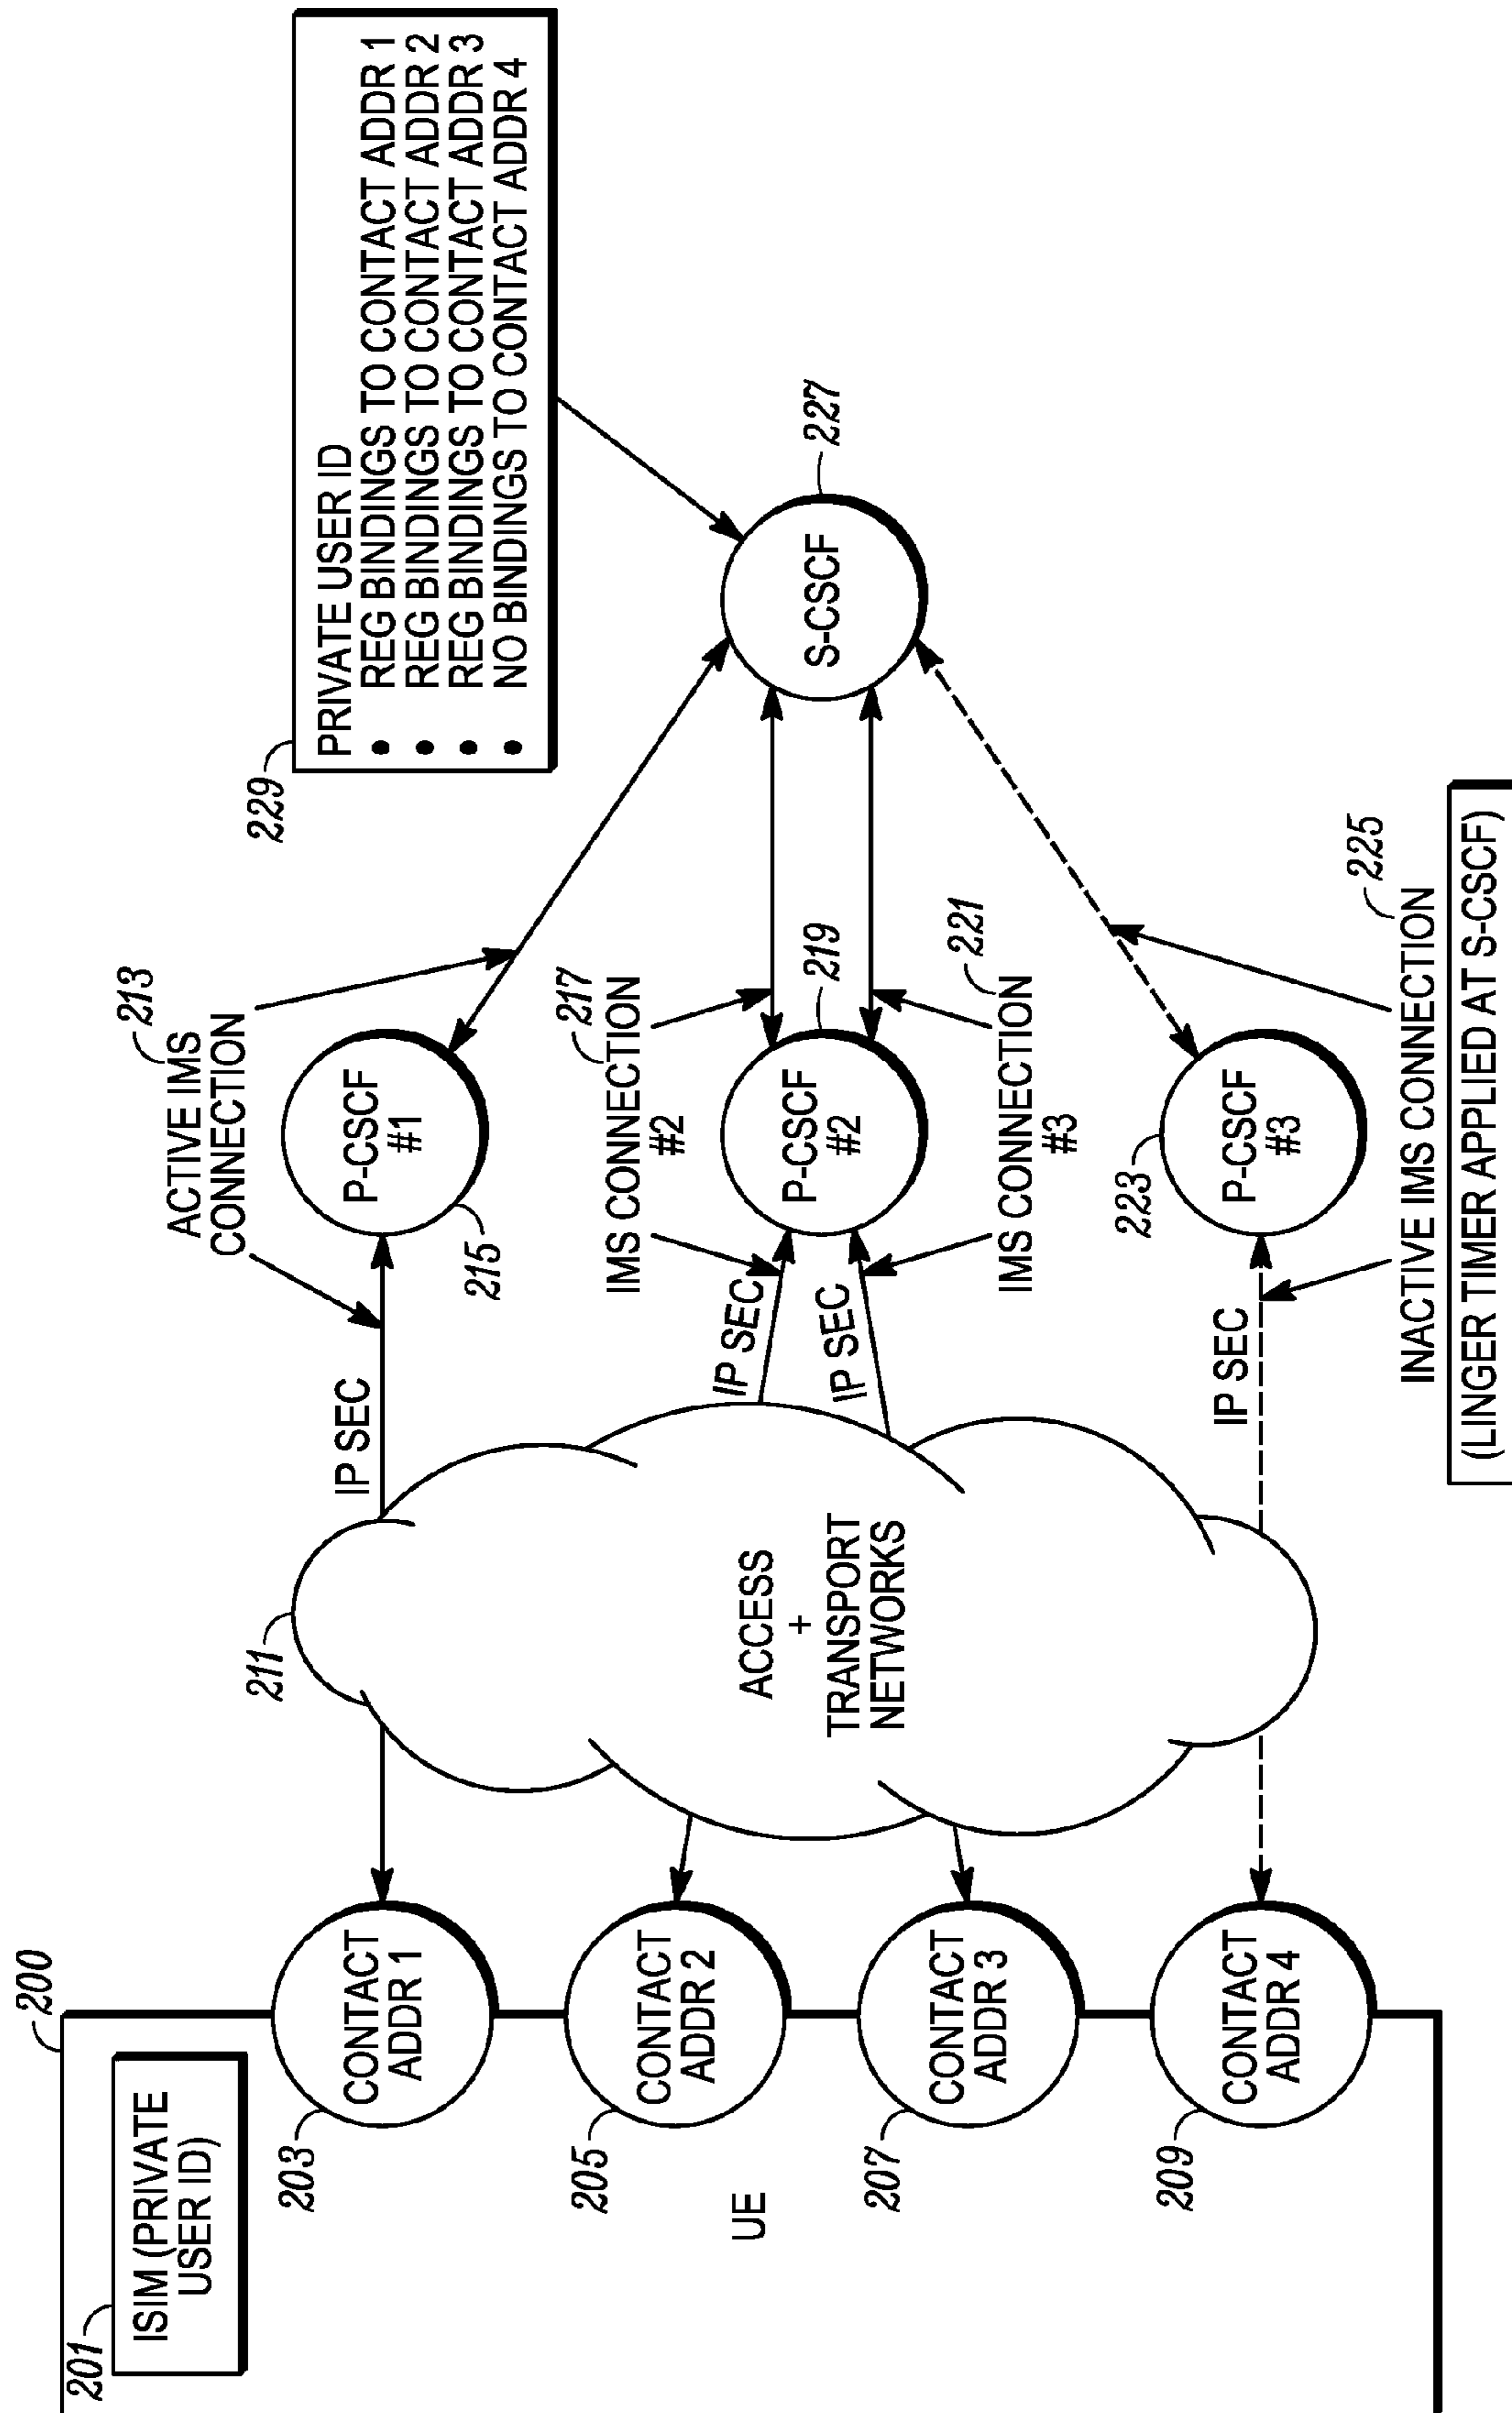 200
201
ISIM (PRIVATE
USER ID)
203
CONTACT
ADDR 1
205
CONTACT
ADDR 2
UE
207
CONTACT
ADDR 3
209
CONTACT
ADDR 4
211
ACCESS
+
TRANSPORT
NETWORKS
IP SEC
IP SEC
IP SEC
IP SEC
213
ACTIVE IMS
CONNECTION
P-CSCF
#1
215
217
IMS CONNECTION
#2
P-CSCF
#2
219
221
IMS CONNECTION
#3
223
P-CSCF
#3
225
INACTIVE IMS CONNECTION
(LINGER TIMER APPLIED AT S-CSCF)
S-CSCF
227
229
PRIVATE USER ID
• REG BINDINGS TO CONTACT ADDR 1
• REG BINDINGS TO CONTACT ADDR 2
• REG BINDINGS TO CONTACT ADDR 3
• NO BINDINGS TO CONTACT ADDR 4